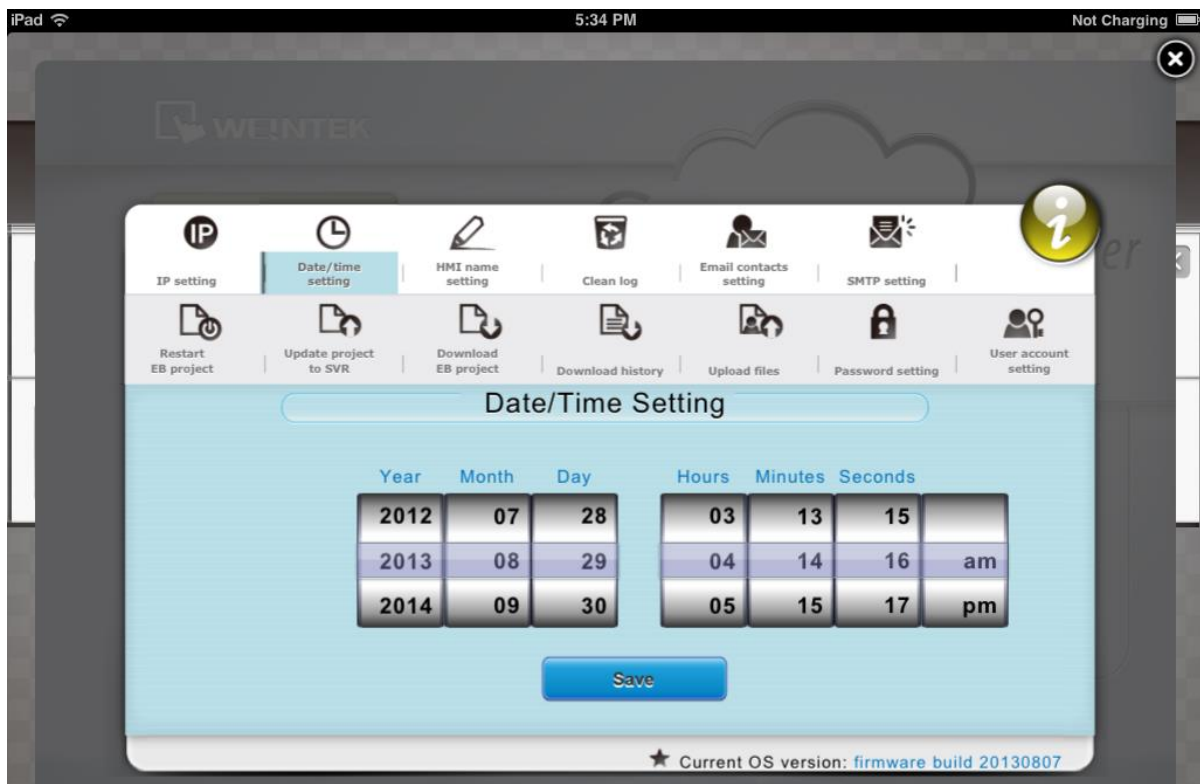 iPad 5:34 PM Not Charging
WEINTEK
er
IP setting
Date/time
setting
HMI name
setting
Clean log
Email contacts
setting
SMTP setting
Restart
EB project
Update project
to SVR
Download
EB project
Download history
Upload files
Password setting
User account
setting
Date/Time Setting
Year Month Day Hours Minutes Seconds
2012 07 28 03 13 15
2013 08 29 04 14 16 am
2014 09 30 05 15 17 pm
Save
★ Current OS version: firmware build 20130807